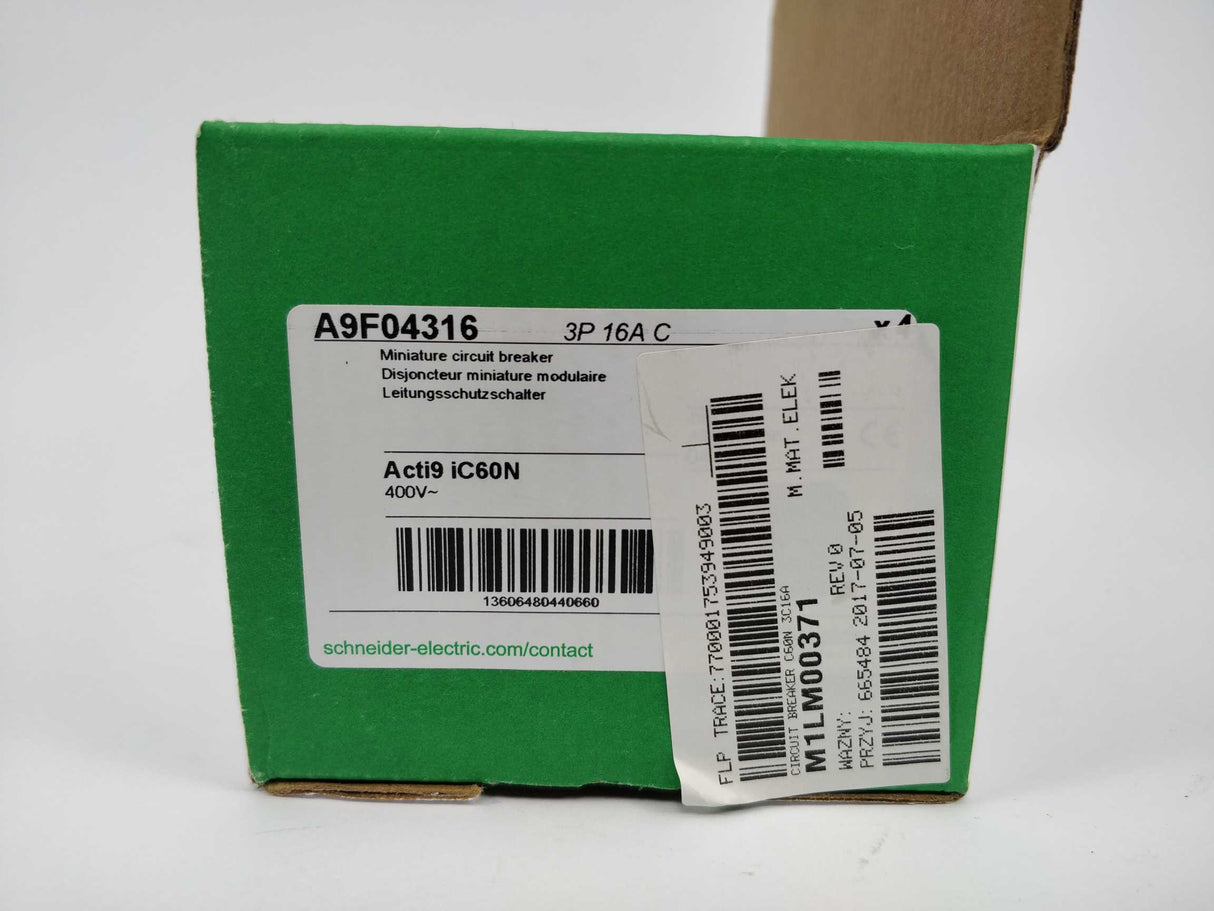 A9F04316 3P 16A C x4
Miniature circuit breaker
Disjoncteur miniature modulaire
Leitungsschutzschalter
Acti9 iC60N
400V~
13606480440660
schneider-electric.com/contact
FLP TRACE:770001753949003
CIRCUIT BREAKER C60N 3C16A
M.MAT.ELEK
M1LM00371 REV 0
WAZNY:
PRZYJ: 665484 2017-07-05